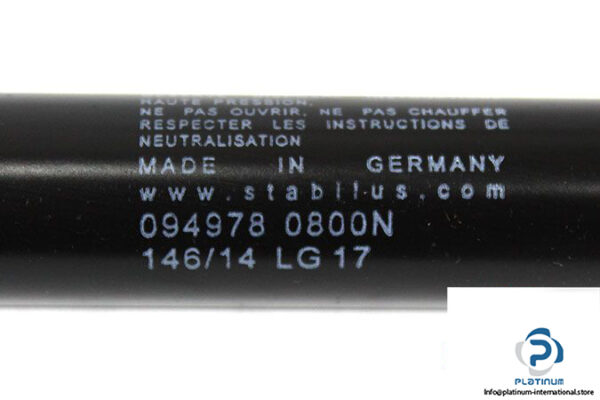 HAUTE PRESSION.
NE PAS OUVRIR. NE PAS CHAUFFER
RESPECTER LES INSTRUCTIONS DE
NEUTRALISATION
MADE IN GERMANY
www.stabilus.com
094978 0800N
146/14 LG 17
PLATINUM
info@platinum-international.store